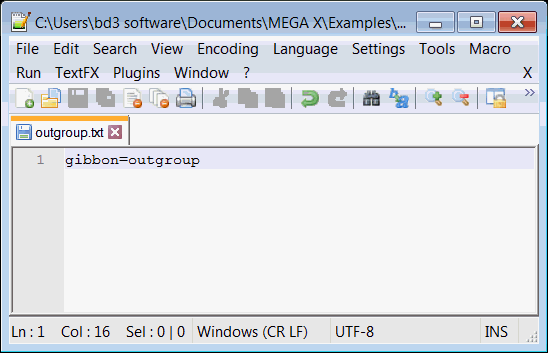 C:\Users\bd3 software\Documents\MEGA X\Examples\...
File Edit Search View Encoding Language Settings Tools Macro
Run TextFX Plugins Window ? X
outgroup.txt
1 gibbon=outgroup
Ln : 1 Col : 16 Sel : 0 | 0 Windows (CR LF) UTF-8 INS